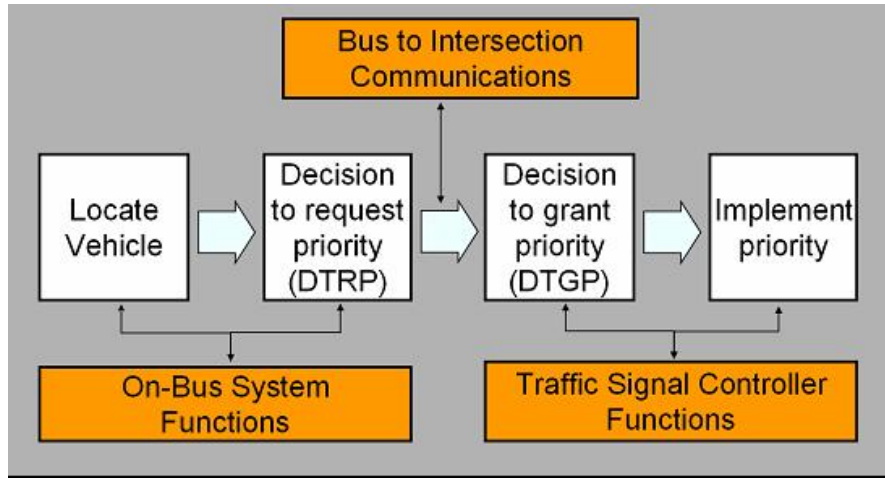 Bus to Intersection
Communications
Locate
Vehicle
Decision
to request
priority
(DTRP)
Decision
to grant
priority
(DTGP)
Implement
priority
On-Bus System
Functions
Traffic Signal Controller
Functions